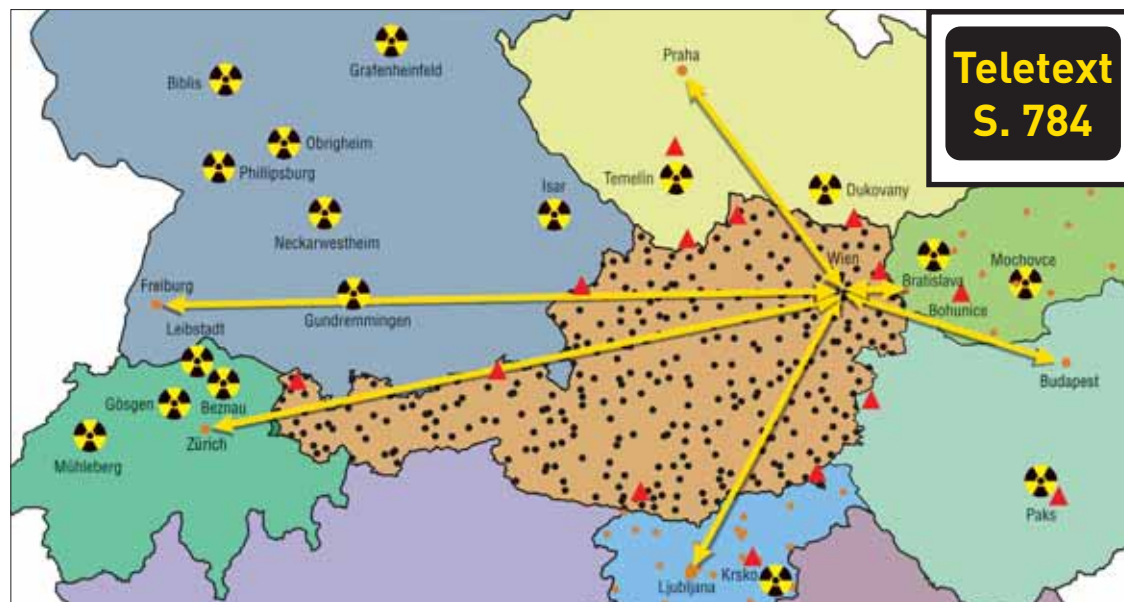 Teletext
S. 784
Grafenheinfeld
Praha
Biblis
Obrigheim
Phillipsburg
Temelin
Isar
Dukovany
Neckarwestheim
Wien
Mochovce
Bratislava
Freiburg
Bohunice
Gundremmingen
Leibstadt
Budapest
Gösgen
Beznau
Zürich
Mühleberg
Paks
Ljubljana
Krsko